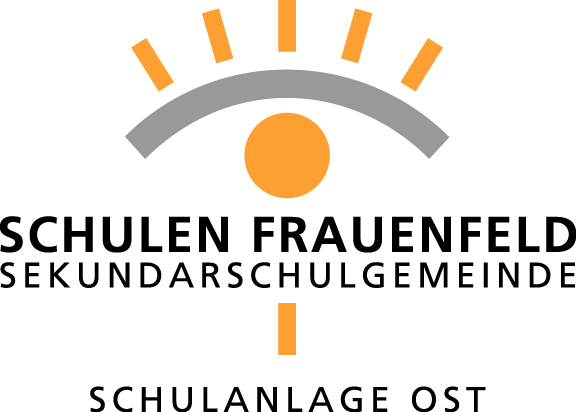 SCHULEN FRAUENFELD
SEKUNDARSCHULGEMEINDE
SCHULANLAGE OST